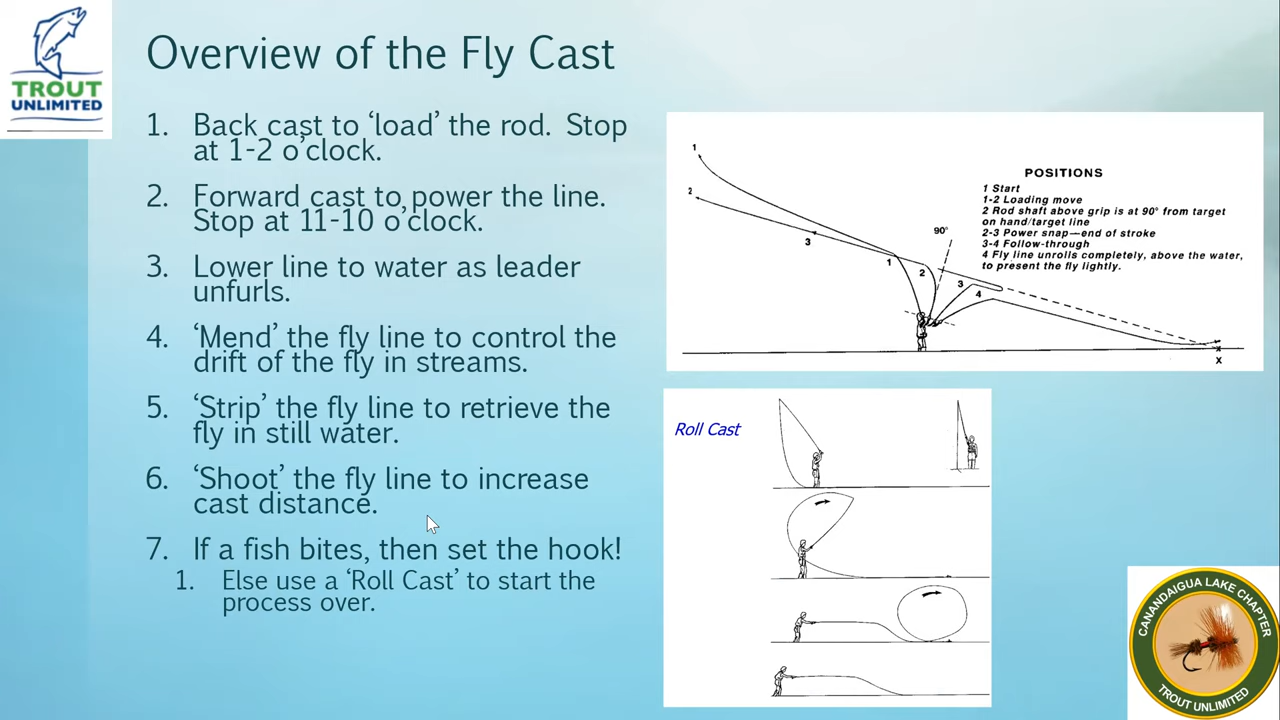 TROUT
UNLIMITED
Overview of the Fly Cast
1. Back cast to ‘load’ the rod. Stop
at 1-2 o’clock.
2. Forward cast to power the line.
Stop at 11-10 o’clock.
3. Lower line to water as leader
unfurls.
4. ‘Mend’ the fly line to control the
drift of the fly in streams.
5. ‘Strip’ the fly line to retrieve the
fly in still water.
6. ‘Shoot’ the fly line to increase
cast distance.
7. If a fish bites, then set the hook!
1. Else use a ‘Roll Cast’ to start the
process over.
1
2
3
1
2
90°
3
4
X
X
POSITIONS
1 Start
1-2 Loading move
2 Rod shaft above grip is at 90° from target
on hand/target line
2-3 Power snap—end of stroke
3-4 Follow-through
4 Fly line unrolls completely, above the water,
to present the fly lightly.
Roll Cast
CANANDAIGUA LAKE CHAPTER
TROUT UNLIMITED